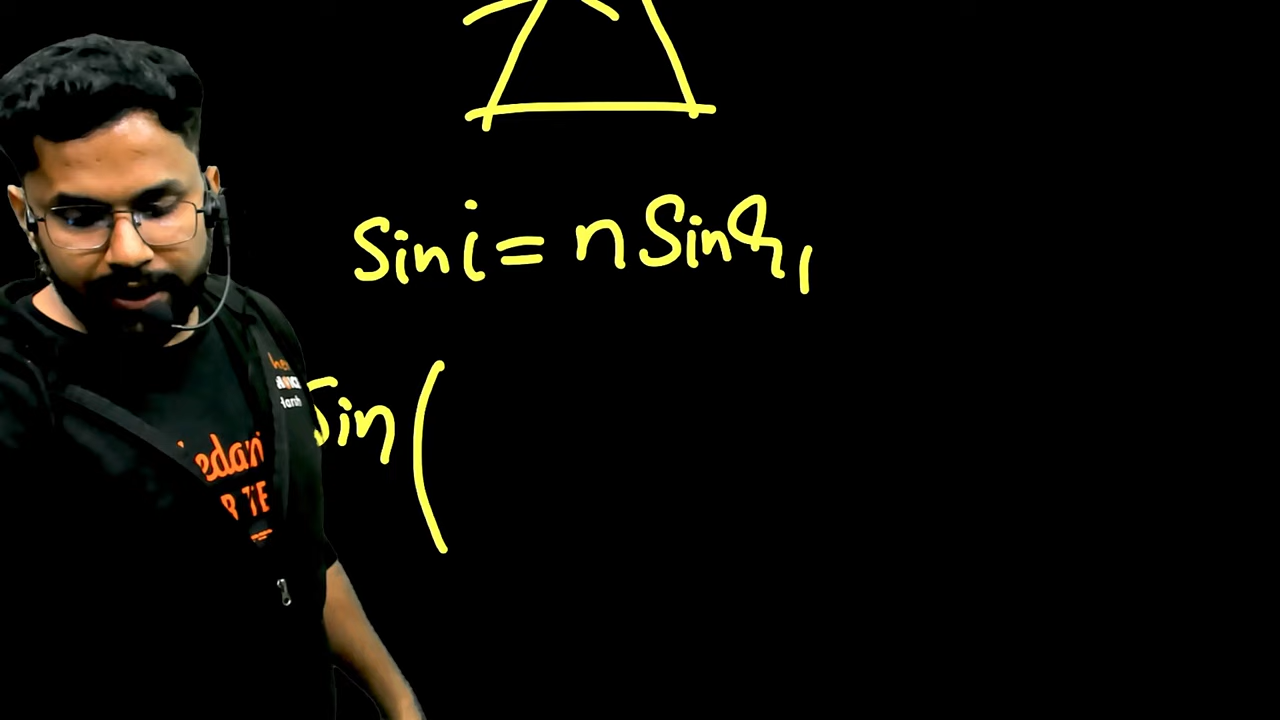 Sin i = n Sin r₁
Sin (